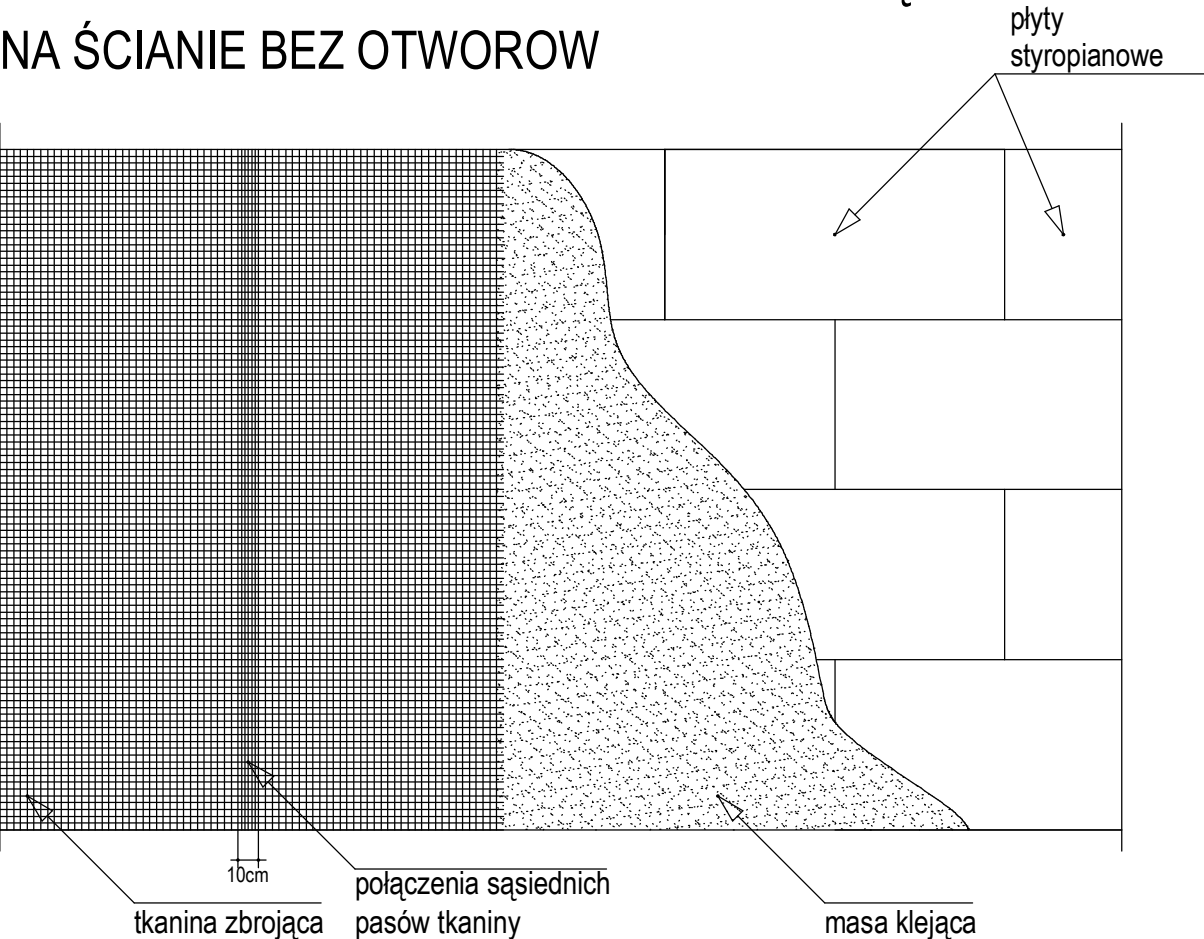 NA ŚCIANIE BEZ OTWOROW
płyty
styropianowe
10cm
połączenia sąsiednich
pasów tkaniny
tkanina zbrojąca
masa klejąca